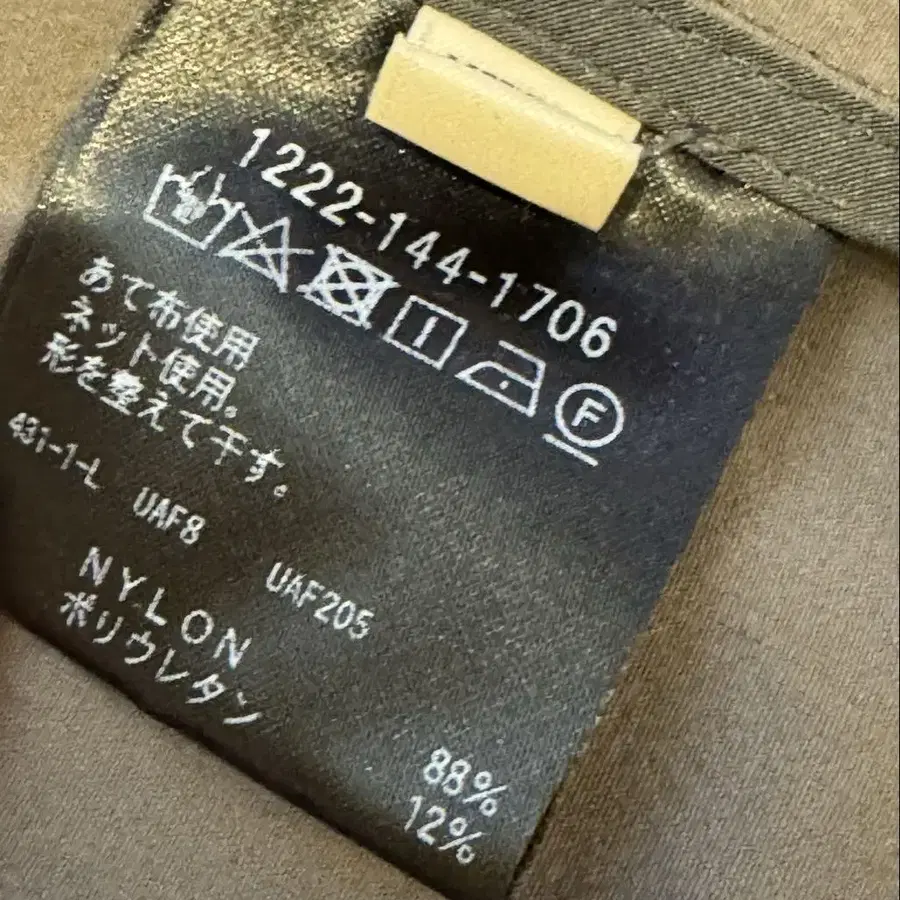 1222-144-1706
F
あて布使用
ネット使用。
形を整えて干す。
431-1-L UAF8 UAF205
NYLON 88%
ポリウレタン 12%